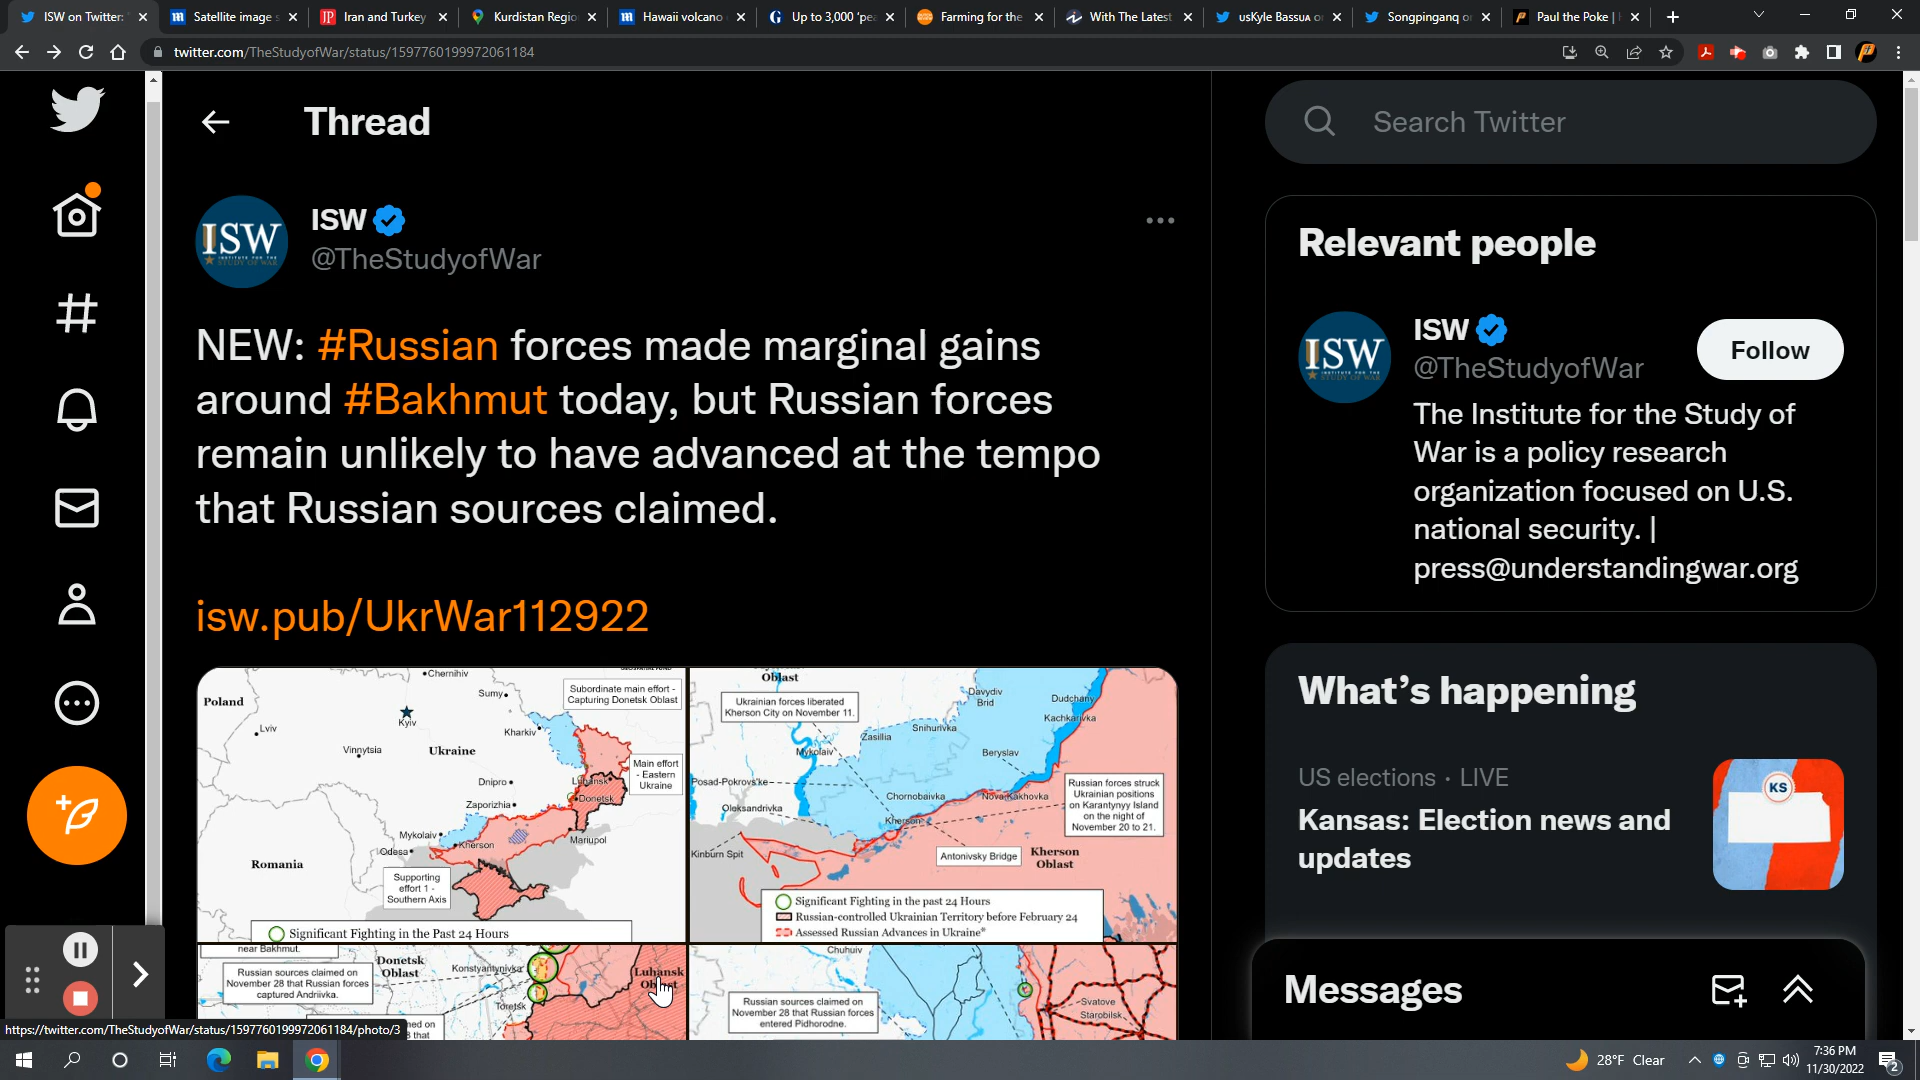 ISW on Twitter: "
Satellite image s
Iran and Turkey
Kurdistan Regio
Hawaii volcano
Up to 3,000 'pea
Farming for the
With The Latest
usKyle Bassua o
Songpinganq o
Paul the Poke |
twitter.com/TheStudyofWar/status/1597760199972061184
Thread
Search Twitter
ISW
ISW
@TheStudyofWar
NEW: #Russian forces made marginal gains
around #Bakhmut today, but Russian forces
remain unlikely to have advanced at the tempo
that Russian sources claimed.
isw.pub/UkrWar112922
Relevant people
ISW
ISW
@TheStudyofWar
Follow
The Institute for the Study of
War is a policy research
organization focused on U.S.
national security. |
press@understandingwar.org
What's happening
US elections · LIVE
Kansas: Election news and
updates
KS
Messages
Poland
Chernihiv
Sumy
Subordinate main effort -
Capturing Donetsk Oblast
Lviv
Kyiv
Kharkiv
Vinnytsia
Ukraine
Main effort
- Eastern
Ukraine
Luhansk
Dnipro
Donetsk
Zaporizhia
Mykolaiv
Mariupol
Odesa
Kherson
Romania
Supporting
effort 1 -
Southern Axis
Significant Fighting in the Past 24 Hours
Oblast
Ukrainian forces liberated
Kherson City on November 11.
Davydiv
Brid
Dudchany
Kachkarivka
Snihurivka
Zasillia
Mykolaiv
Beryslav
Posad-Pokrovs'ke
Russian forces struck
Ukrainian positions
on Karantynyy Island
on the night of
November 20 to 21.
Chornobaivka
Nova Kakhovka
Oleksandrivka
Kherson
Kinburn Spit
Antonivsky Bridge
Kherson
Oblast
Significant Fighting in the past 24 Hours
Russian-controlled Ukrainian Territory before February 24
Assessed Russian Advances in Ukraine*
near Bakhmut.
Donetsk
Oblast
Konstyantynivka
Luhansk
Russian sources claimed on
November 28 that Russian forces
captured Andriivka.
Toretsk
Chuhuiv
Russian sources claimed on
November 28 that Russian forces
entered Pidhorodne.
Svatove
Starobilsk
https://twitter.com/TheStudyofWar/status/1597760199972061184/photo/3
28°F Clear
7:36 PM
11/30/2022
2